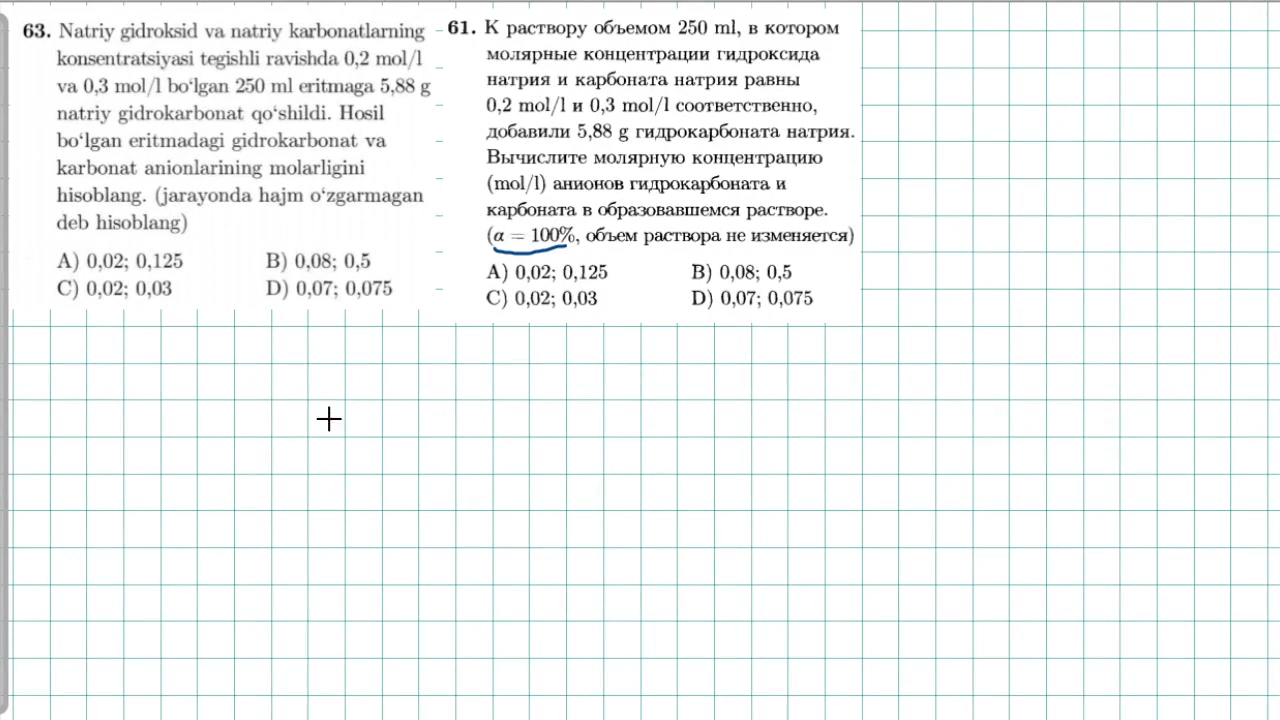 63. Natriy gidroksid va natriy karbonatlarning
konsentratsiyasi tegishli ravishda 0,2 mol/l
va 0,3 mol/l bo‘lgan 250 ml eritmaga 5,88 g
natriy gidrokarbonat qo‘shildi. Hosil
bo‘lgan eritmadagi gidrokarbonat va
karbonat anionlarining molarligini
hisoblang. (jarayonda hajm o‘zgarmagan
deb hisoblang)
A) 0,02; 0,125 B) 0,08; 0,5
C) 0,02; 0,03 D) 0,07; 0,075
61. К раствору объемом 250 ml, в котором
молярные концентрации гидроксида
натрия и карбоната натрия равны
0,2 mol/l и 0,3 mol/l соответственно,
добавили 5,88 g гидрокарбоната натрия.
Вычислите молярную концентрацию
(mol/l) анионов гидрокарбоната и
карбоната в образовавшемся растворе.
(α = 100%, объем раствора не изменяется)
A) 0,02; 0,125 B) 0,08; 0,5
C) 0,02; 0,03 D) 0,07; 0,075